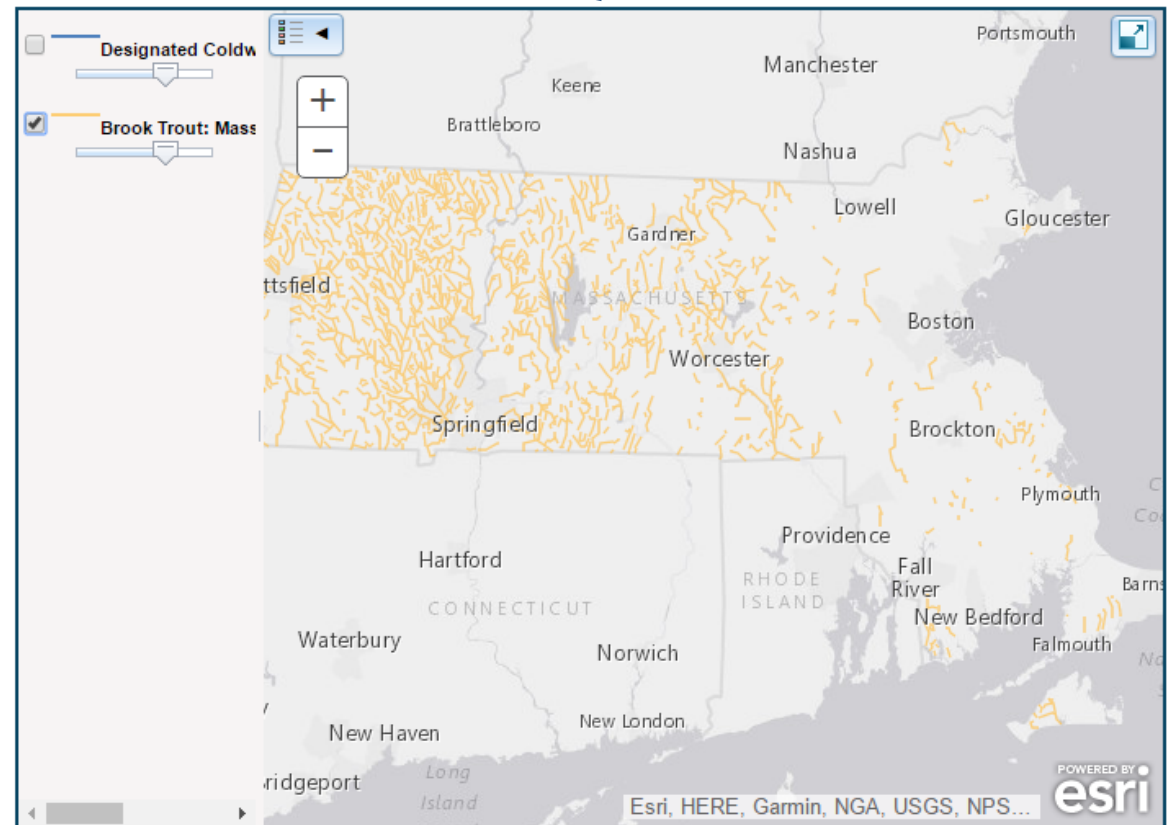 Designated Coldw
Brook Trout: Mass
+
−
Portsmouth
Manchester
Keene
Brattleboro
Nashua
Lowell
Gloucester
Gardner
ttsfield
MASSACHUSETTS
Boston
Worcester
Springfield
Brockton
Plymouth
C
Co
Providence
Hartford
Fall
River
RHODE
ISLAND
Barns
CONNECTICUT
New Bedford
Waterbury
Norwich
Falmouth
Na
S
y
New London
New Haven
Long
Island
ridgeport
POWERED BY
esri
Esri, HERE, Garmin, NGA, USGS, NPS...